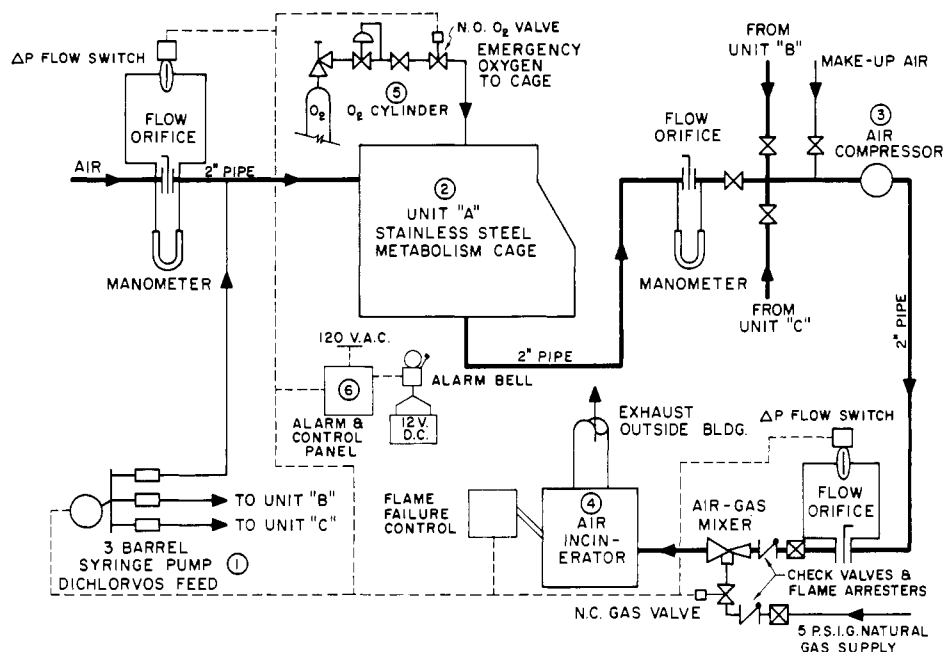 ΔP FLOW SWITCH
FLOW
ORIFICE
AIR
2" PIPE
MANOMETER
N.O. O₂ VALVE
EMERGENCY
OXYGEN
TO CAGE
O₂
5
O₂ CYLINDER
2
UNIT "A"
STAINLESS STEEL
METABOLISM CAGE
FLOW
ORIFICE
MANOMETER
FROM
UNIT "B"
MAKE-UP AIR
3
AIR
COMPRESSOR
FROM
UNIT "C"
2" PIPE
2" PIPE
120 V.A.C.
6
ALARM BELL
ALARM &
CONTROL
PANEL
12 V.
D.C.
EXHAUST
OUTSIDE BLDG.
ΔP FLOW SWITCH
FLOW
ORIFICE
TO UNIT "B"
TO UNIT "C"
3 BARREL
SYRINGE PUMP
DICHLORVOS FEED
1
FLAME
FAILURE
CONTROL
4
AIR
INCIN-
ERATOR
AIR-GAS
MIXER
CHECK VALVES &
FLAME ARRESTERS
N.C. GAS VALVE
5 P.S.I.G. NATURAL
GAS SUPPLY